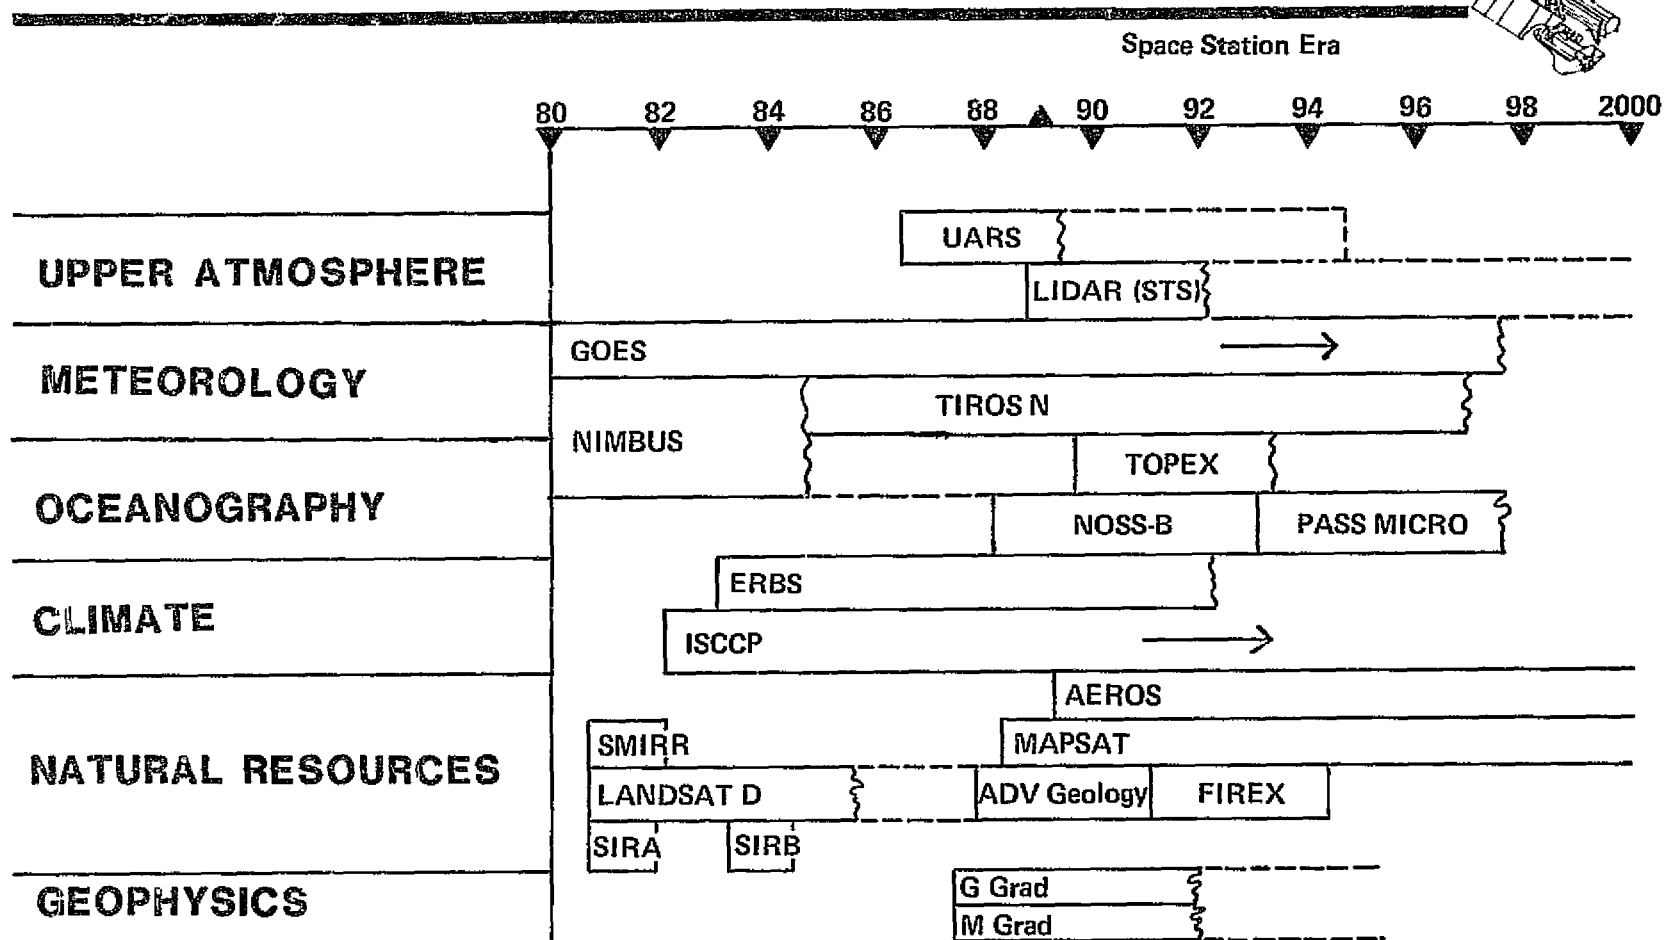 Space Station Era
80 82 84 86 88 90 92 94 96 98 2000
UARS
UPPER ATMOSPHERE
LIDAR (STS)
GOES
METEOROLOGY
TIROS N
NIMBUS
TOPEX
OCEANOGRAPHY
NOSS-B PASS MICRO
ERBS
CLIMATE
ISCCP
AEROS
SMIRR MAPSAT
NATURAL RESOURCES
LANDSAT D ADV Geology FIREX
SIRA SIRB
G Grad
GEOPHYSICS
M Grad